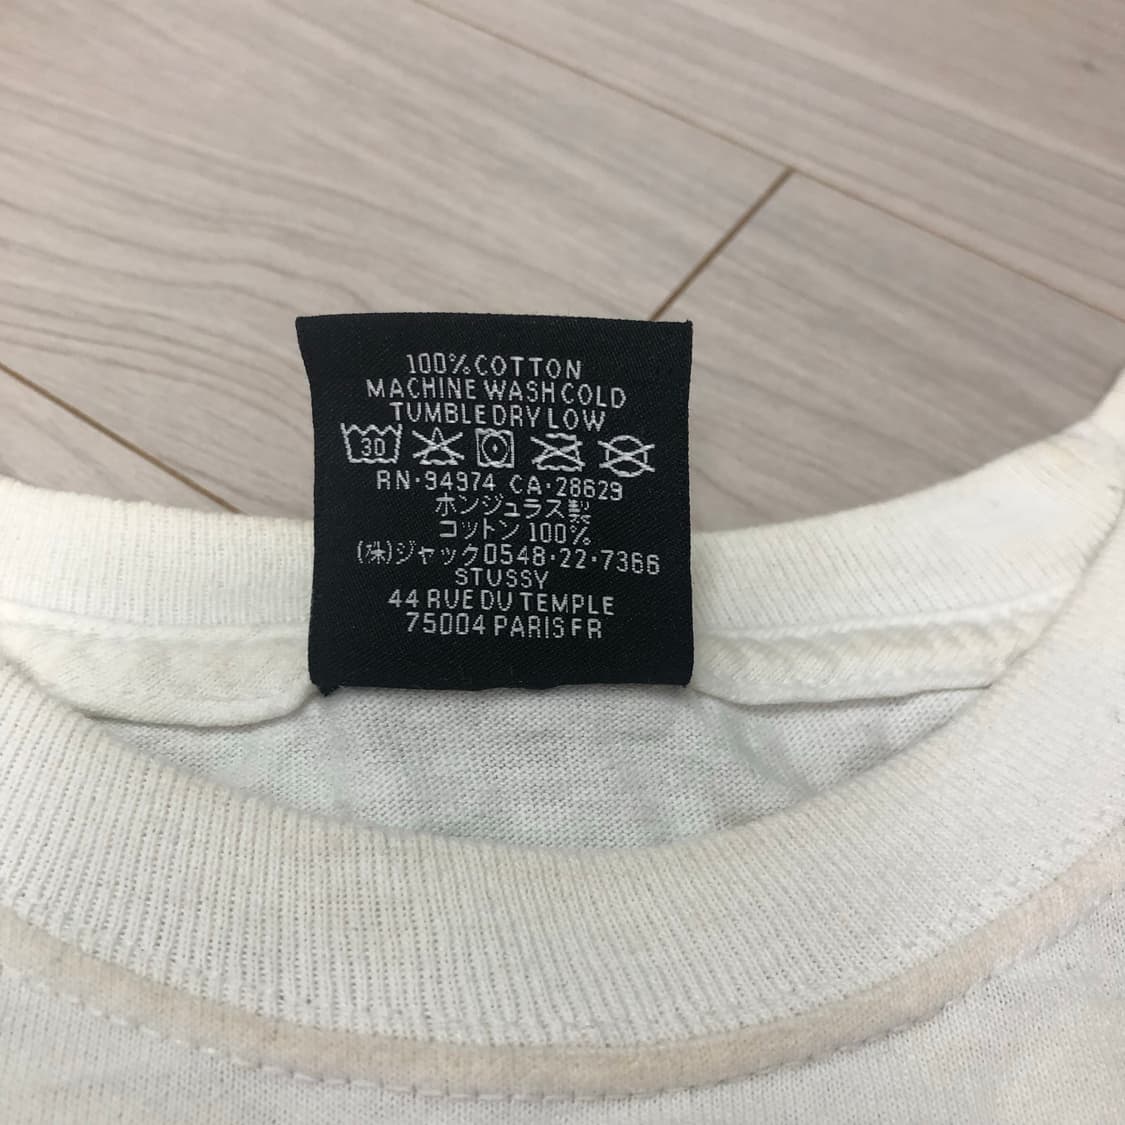 100% COTTON
MACHINE WASH COLD
TUMBLE DRY LOW
30
RN·94974 CA·28629
ホンジュラス製
コットン 100%
(株)ジャック0548·22·7366
STUSSY
44 RUE DU TEMPLE
75004 PARIS FR